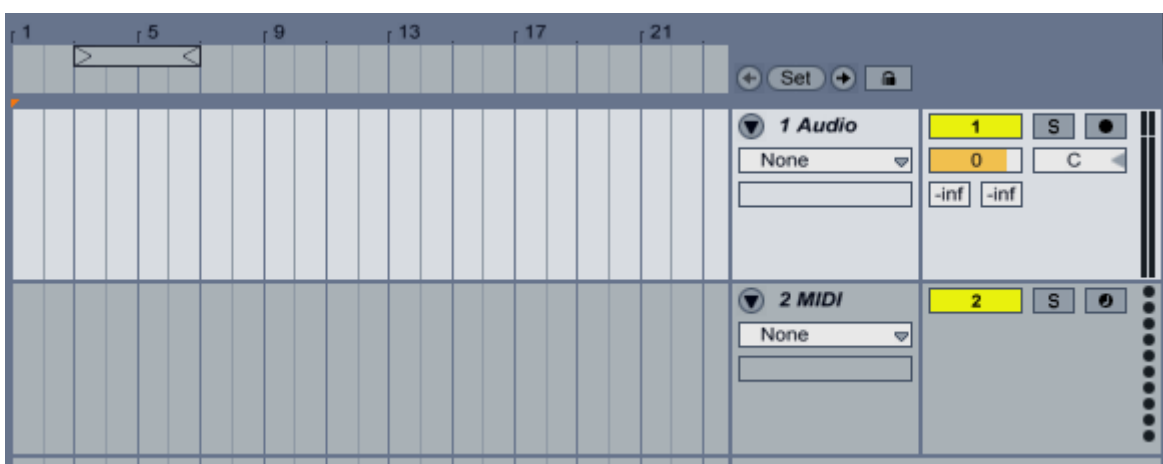 1 5 9 13 17 21
Set
1 Audio 1 S
None 0 C
-inf -inf
2 MIDI 2 S
None